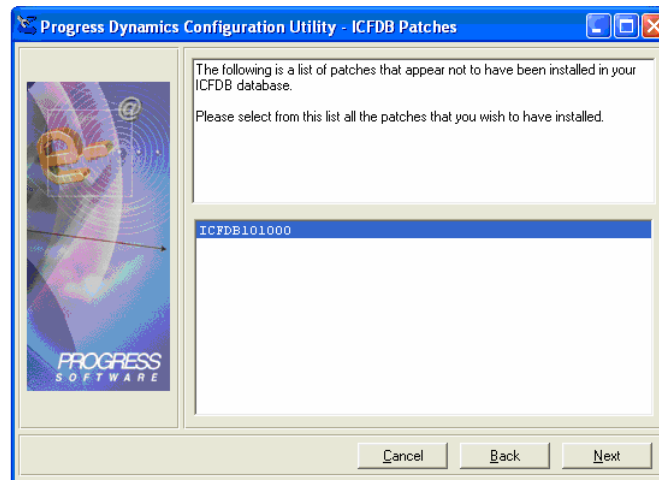 Progress Dynamics Configuration Utility - ICFDB Patches
The following is a list of patches that appear not to have been installed in your
ICFDB database.
Please select from this list all the patches that you wish to have installed.
ICFDB101000
@
e
PROGRESS
SOFTWARE
Cancel
Back
Next